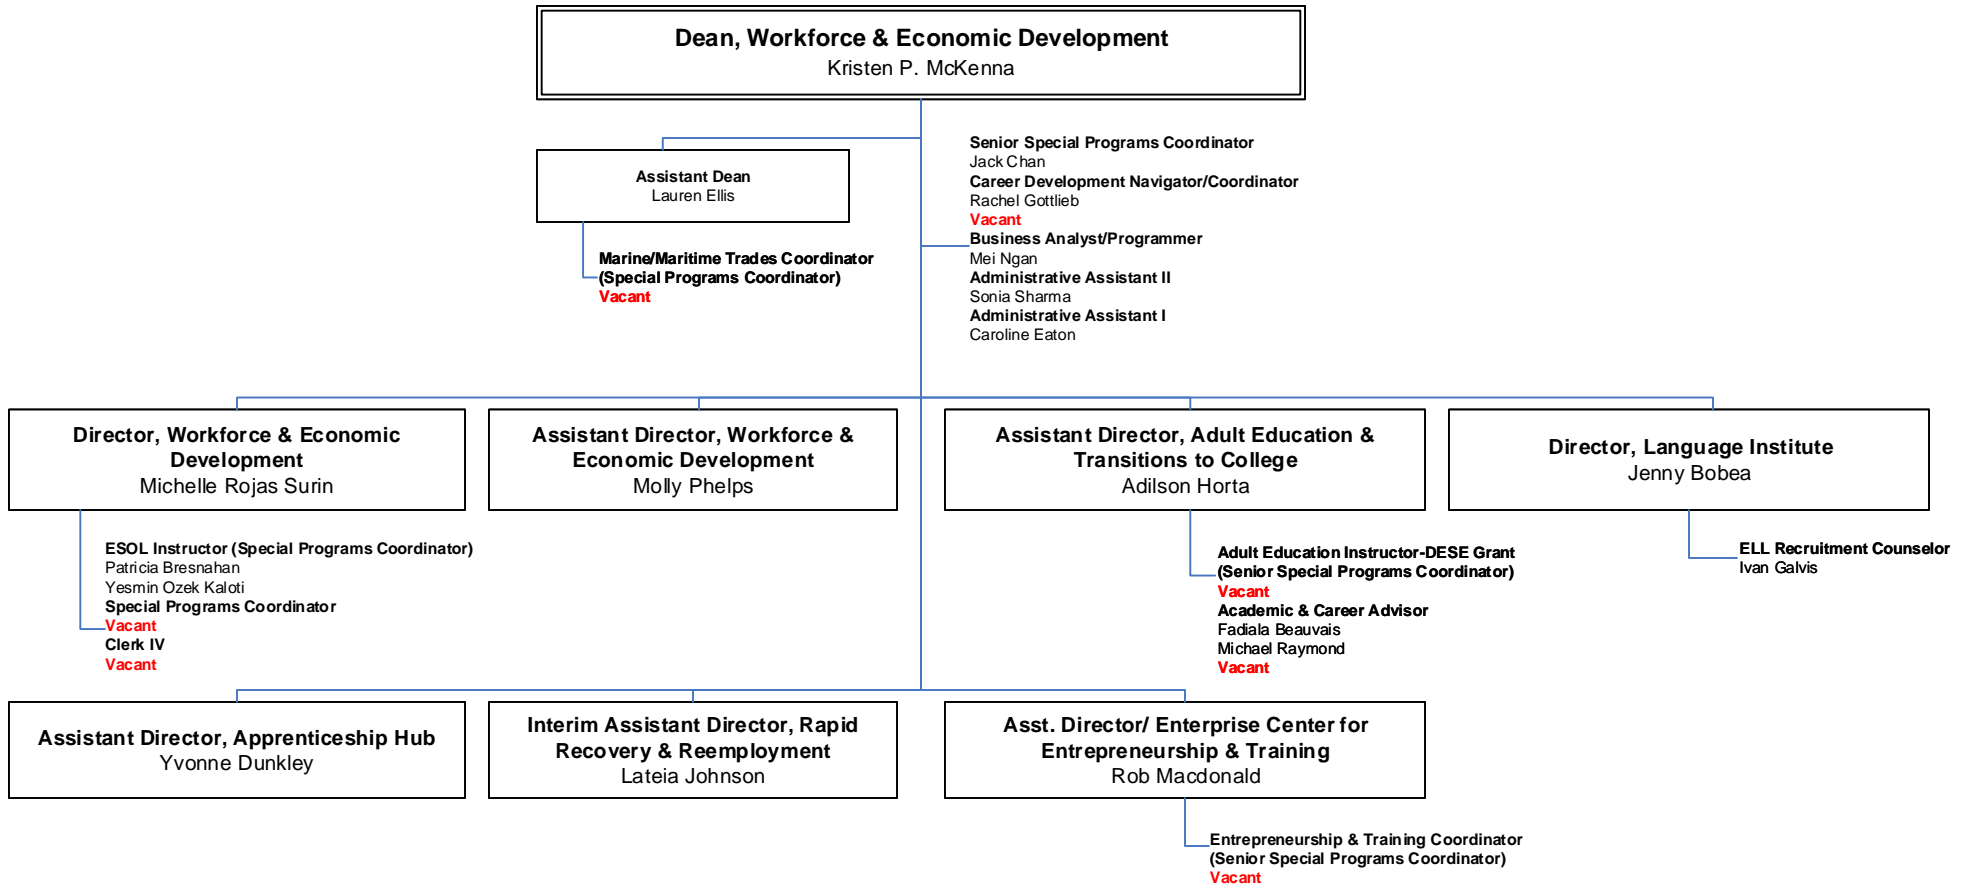 Dean, Workforce & Economic Development
Kristen P. McKenna
Assistant Dean
Lauren Ellis
Marine/Maritime Trades Coordinator
(Special Programs Coordinator)
Vacant
Senior Special Programs Coordinator
Jack Chan
Career Development Navigator/Coordinator
Rachel Gottlieb
Vacant
Business Analyst/Programmer
Mei Ngan
Administrative Assistant II
Sonia Sharma
Administrative Assistant I
Caroline Eaton
Director, Workforce & Economic
Development
Michelle Rojas Surin
ESOL Instructor (Special Programs Coordinator)
Patricia Bresnahan
Yesmin Ozek Kaloti
Special Programs Coordinator
Vacant
Clerk IV
Vacant
Assistant Director, Workforce &
Economic Development
Molly Phelps
Assistant Director, Adult Education &
Transitions to College
Adilson Horta
Adult Education Instructor-DESE Grant
(Senior Special Programs Coordinator)
Vacant
Academic & Career Advisor
Fadiala Beauvais
Michael Raymond
Vacant
Director, Language Institute
Jenny Bobea
ELL Recruitment Counselor
Ivan Galvis
Assistant Director, Apprenticeship Hub
Yvonne Dunkley
Interim Assistant Director, Rapid
Recovery & Reemployment
Lateia Johnson
Asst. Director/ Enterprise Center for
Entrepreneurship & Training
Rob Macdonald
Entrepreneurship & Training Coordinator
(Senior Special Programs Coordinator)
Vacant